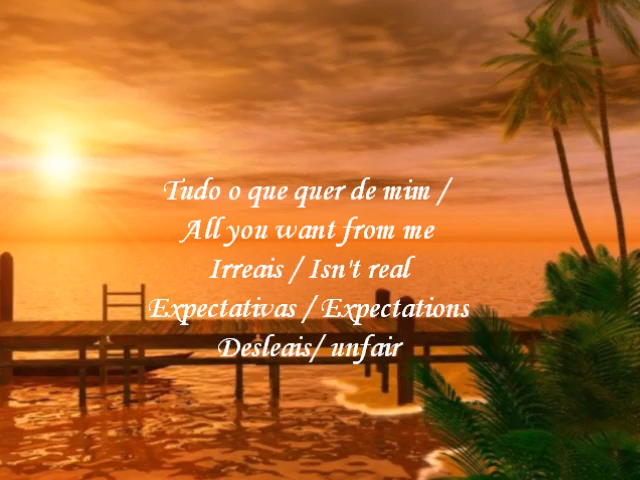 Tudo o que quer de mim /
All you want from me
Irreais / Isn't real
Expectativas / Expectations
Desleais/ unfair